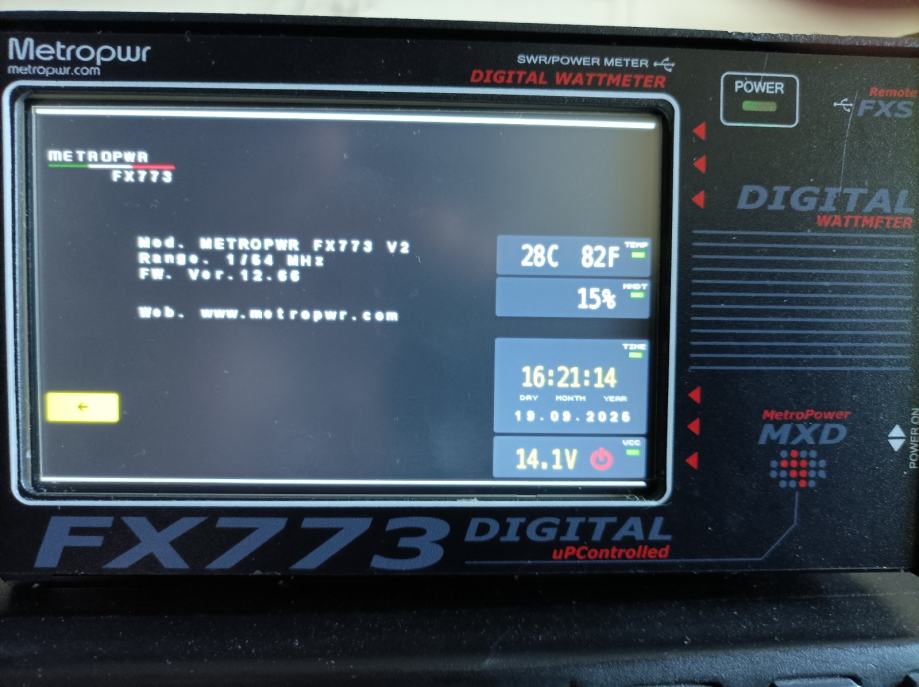 Metropwr
metropwr.com
SWR/POWER METER
DIGITAL WATTMETER
POWER
Remote
FXS
DIGITAL
WATTMETER
METROPWR
FX773
Mod. METROPWR FX773 V2
Range. 1/54 MHz
FW. Ver.12.66
Web. www.metropwr.com
28C 82F TEMP
15% HMDT
TIME
16:21:14
DAY MONTH YEAR
19.09.2025
14.1V VCC
←
MetroPower
MXD
POWER ON
FX773 DIGITAL
uPControlled